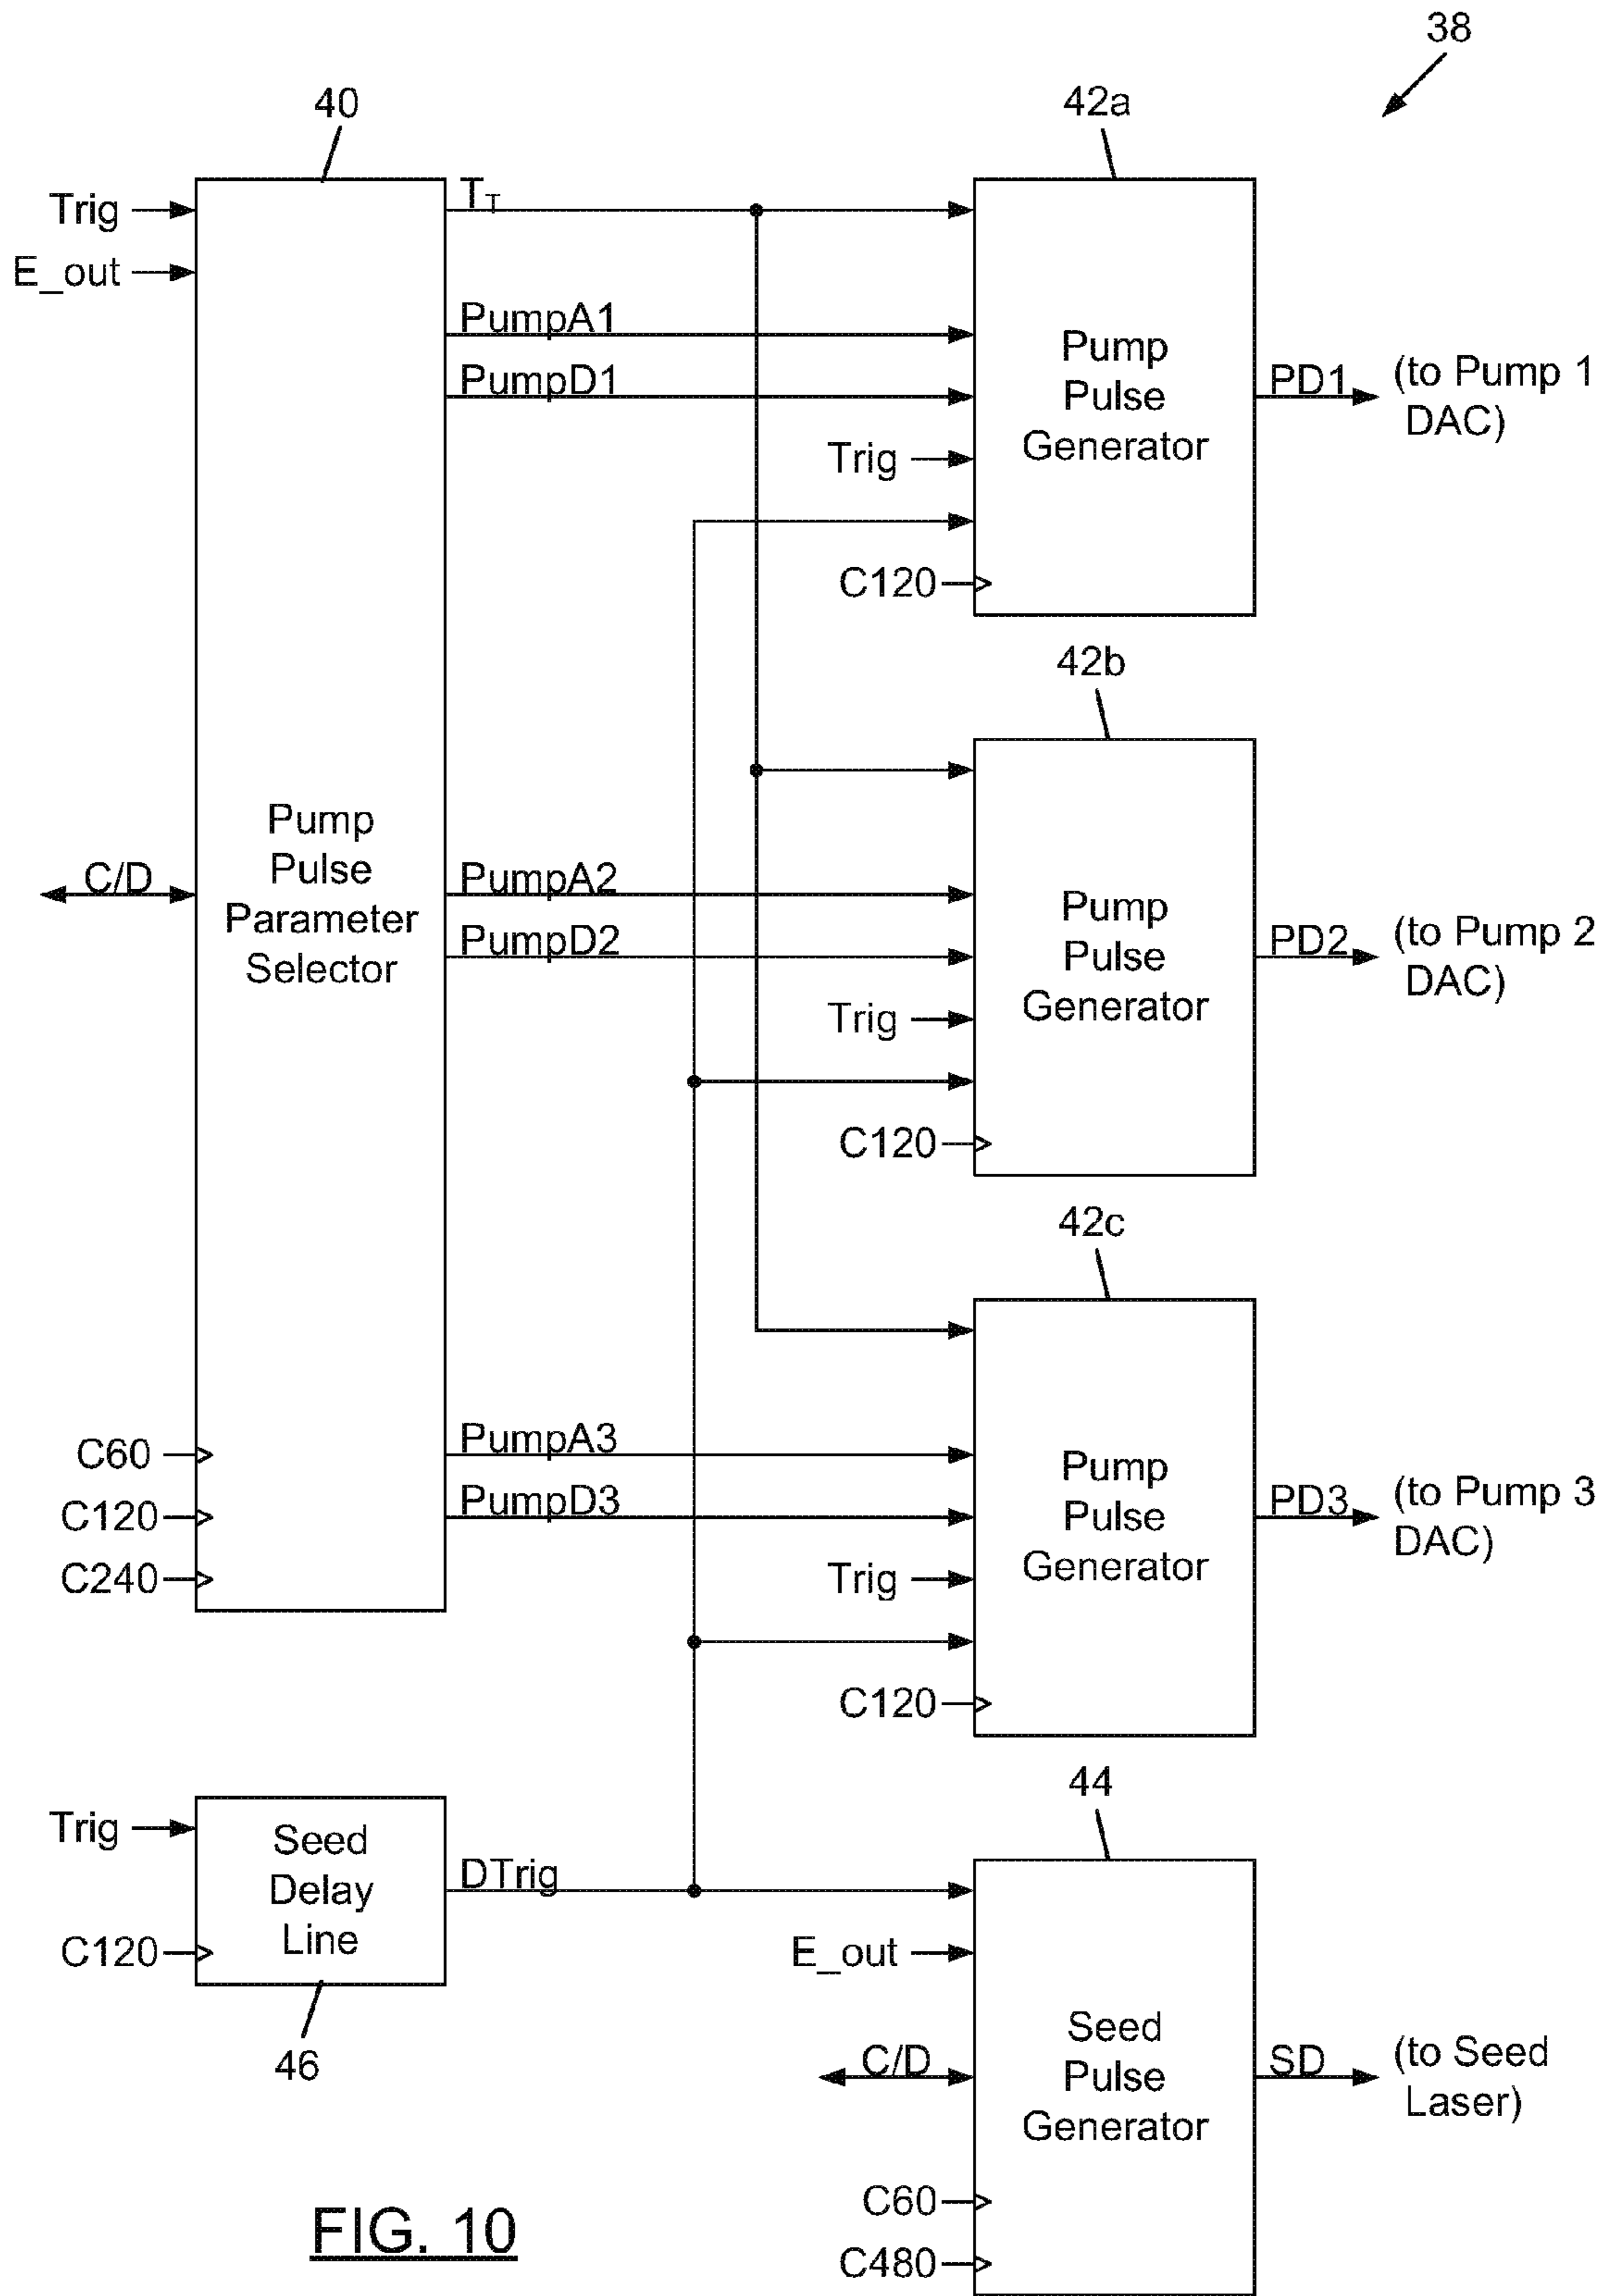 38
40
42a
Trig
E_out
T_T
PumpA1
PumpD1
Trig
C120
Pump
Pulse
Generator
PD1
(to Pump 1
DAC)
42b
C/D
Pump
Pulse
Parameter
Selector
PumpA2
PumpD2
Trig
C120
Pump
Pulse
Generator
PD2
(to Pump 2
DAC)
42c
C60
C120
C240
PumpA3
PumpD3
Trig
C120
Pump
Pulse
Generator
PD3
(to Pump 3
DAC)
44
Trig
C120
Seed
Delay
Line
DTrig
46
E_out
C/D
C60
C480
Seed
Pulse
Generator
SD
(to Seed
Laser)
FIG. 10